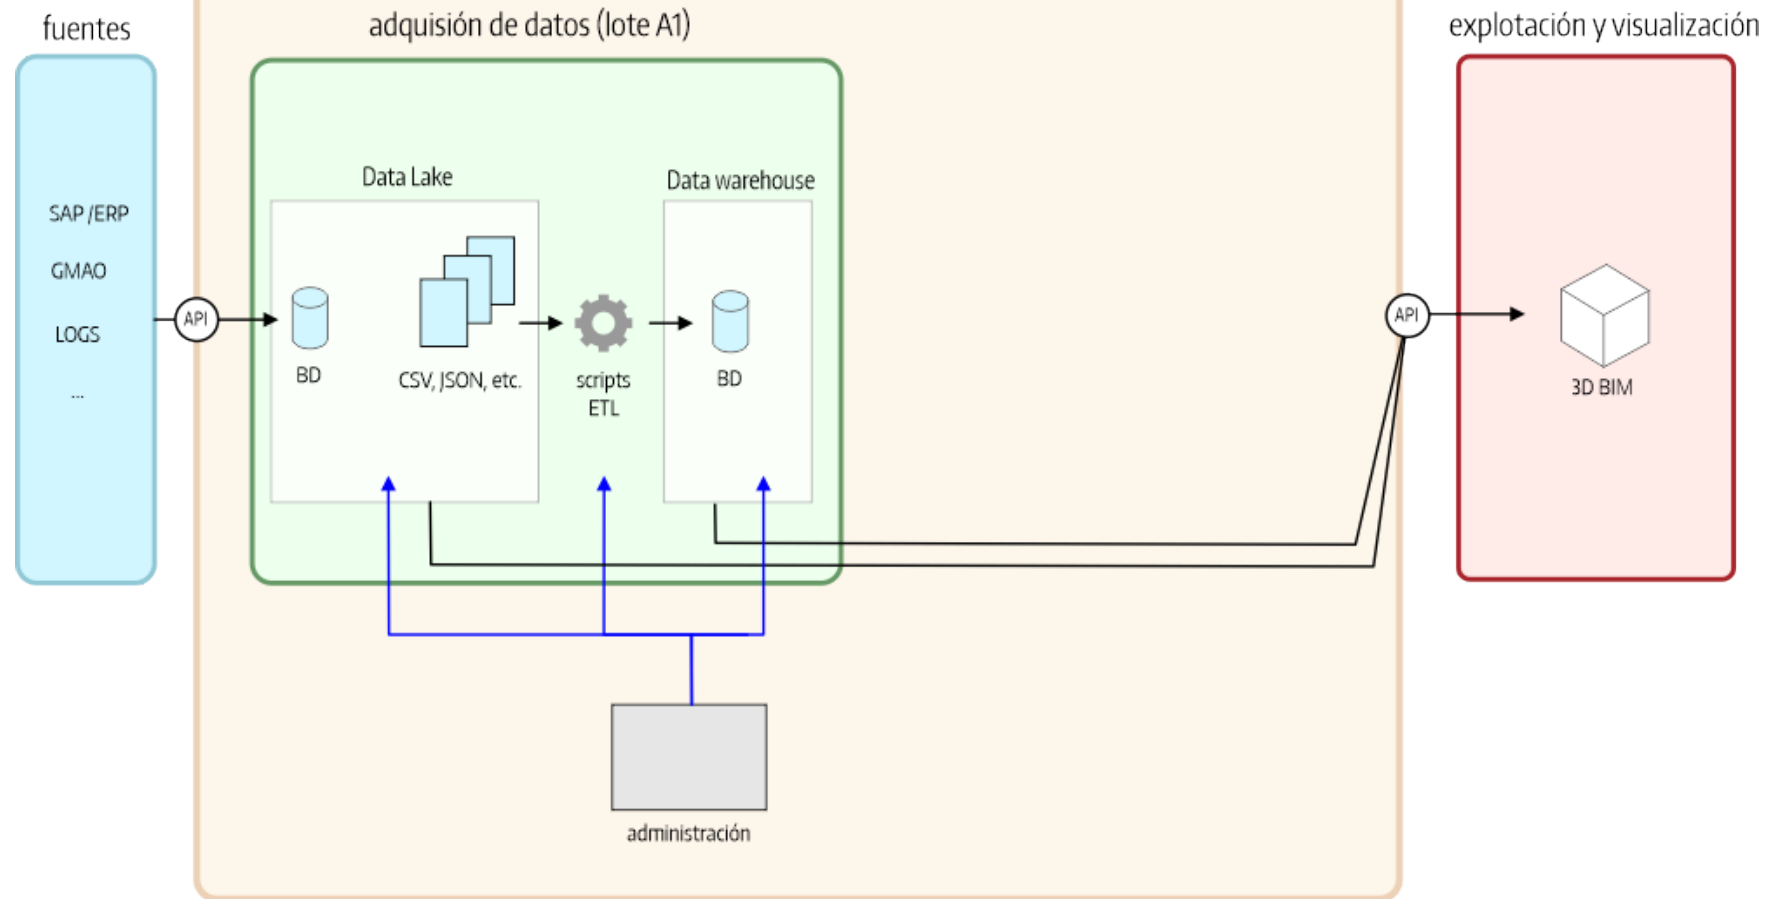 fuentes
adquisión de datos (lote A1)
explotación y visualización
SAP /ERP
GMAO
LOGS
...
API
Data Lake
BD
CSV, JSON, etc.
scripts
ETL
Data warehouse
BD
API
3D BIM
administración